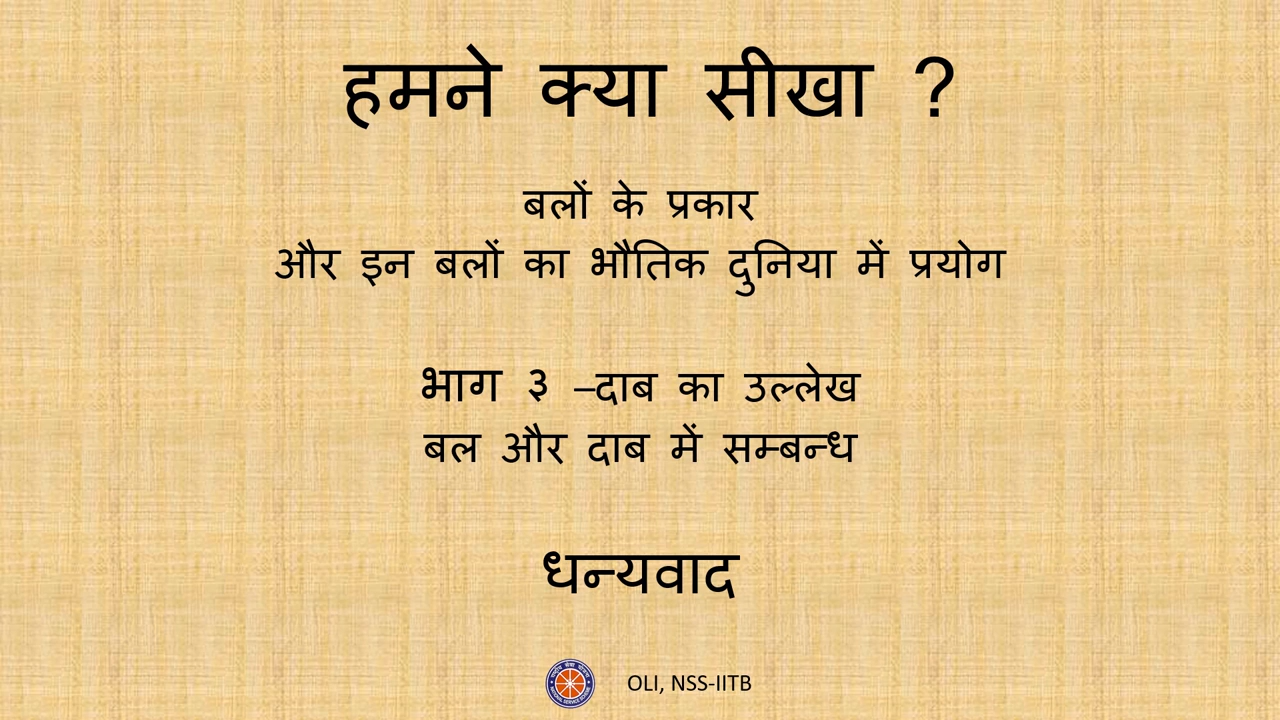 हमने क्या सीखा ?
बलों के प्रकार
और इन बलों का भौतिक दुनिया में प्रयोग
भाग ३ –दाब का उल्लेख
बल और दाब में सम्बन्ध
धन्यवाद
OLI, NSS-IITB